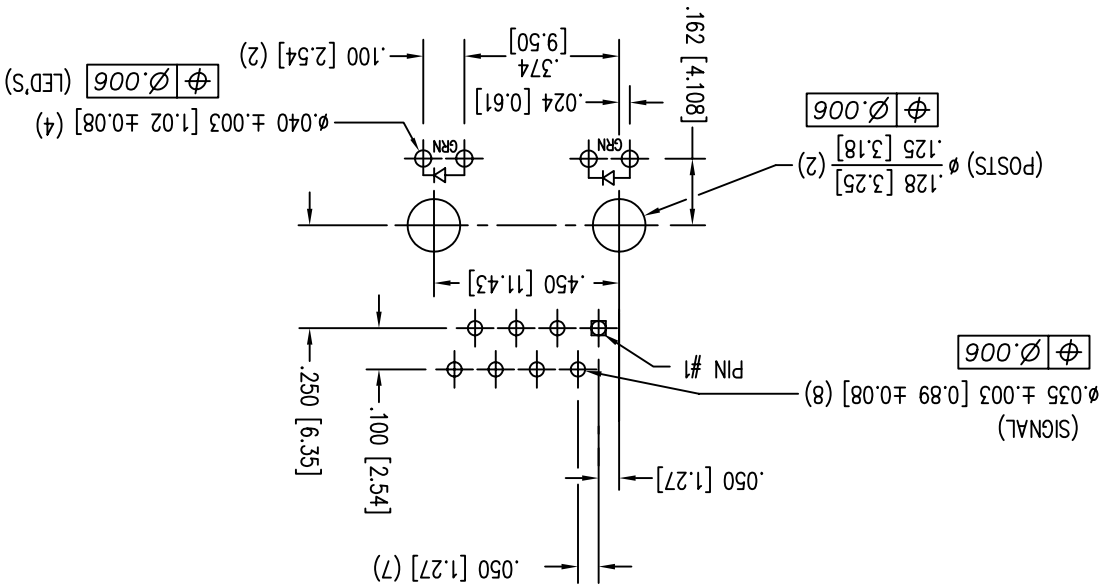 .050 [1.27] (7)
.050 [1.27]
(SIGNAL)
ø.035 ± .003 [0.89 ±0.08] (8)
⌖ Ø.006
.100 [2.54]
.250 [6.35]
PIN #1
.450 [11.43]
(POSTS) ø .128 [3.25]
.125 [3.18] (2)
⌖ Ø.006
GRN
GRN
ø.040 ± .003 [1.02 ±0.08] (4)
⌖ Ø.006 (LED'S)
.024 [0.61]
.162 [4.108]
.374
[9.50]
.100 [2.54] (2)